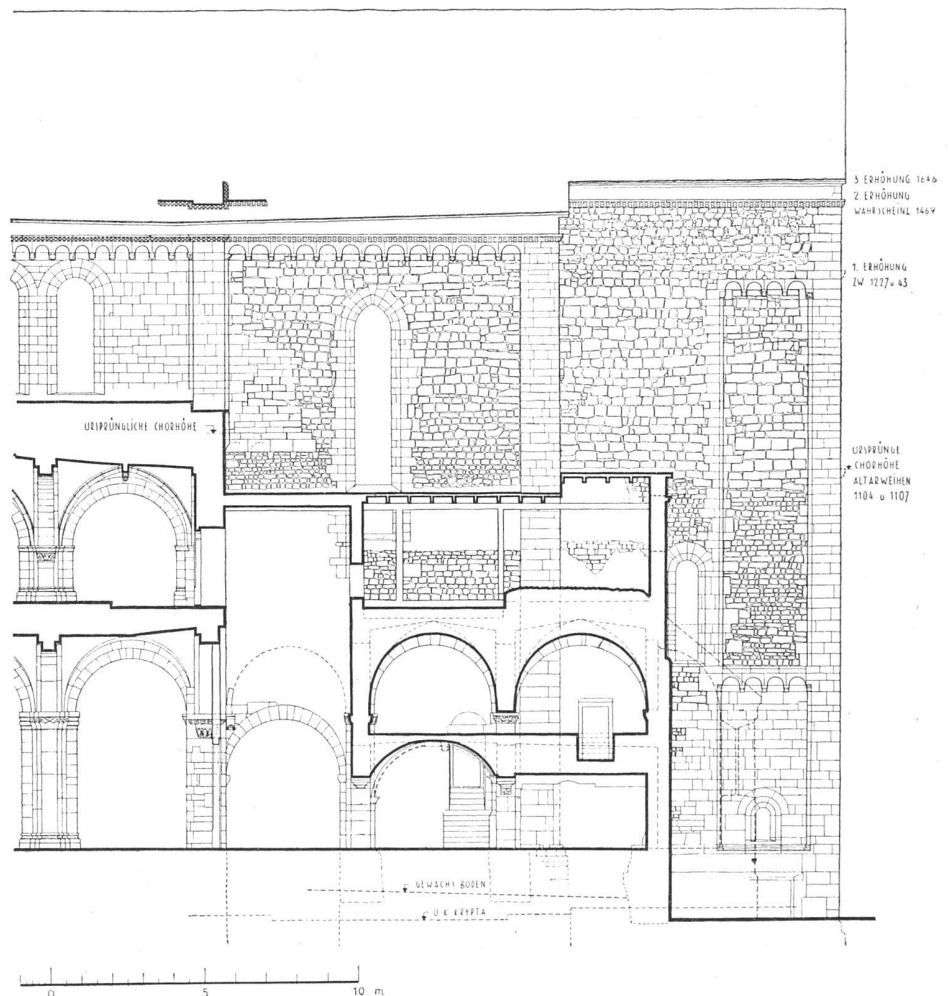 3. ERHÖHUNG 1646
2. ERHÖHUNG
WAHRSCHEINL 1469
1. ERHÖHUNG
ZW 1227 u 43
URSPRÜNGLICHE CHORHÖHE
URSPRÜNGL
CHORHÖHE
ALTARWEIHEN
1104 u 1107
GEWACHS BODEN
O K KRYPTA
0 5 10 m